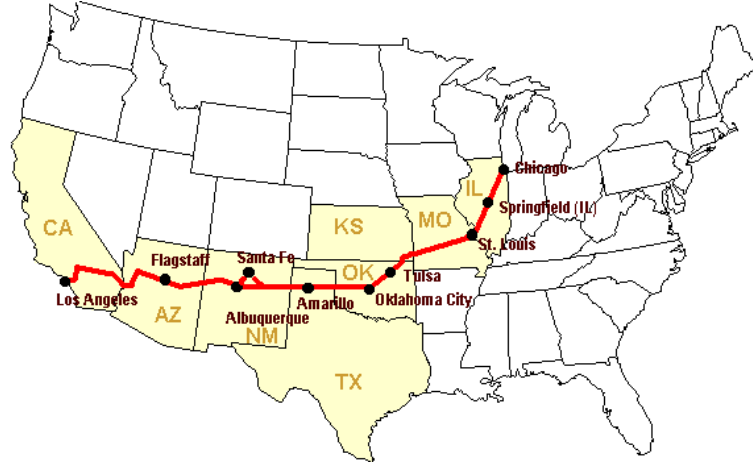 Chicago
IL
Springfield (IL)
MO
CA
KS
St. Louis
Flagstaff
Santa Fe
OK
Tulsa
Los Angeles
Amarillo
Oklahoma City
AZ
Albuquerque
NM
TX